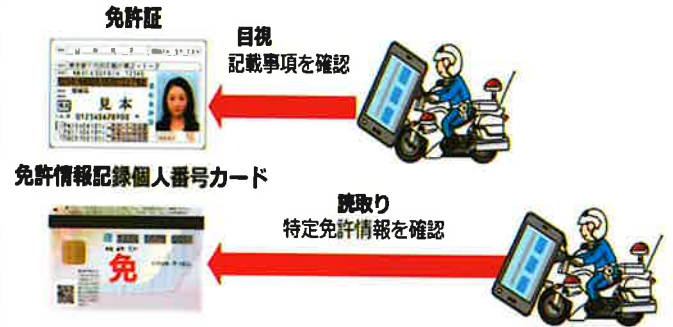 免許証
目視
記載事項を確認
見本
012345678900
免許情報記録個人番号カード
読取り
特定免許情報を確認
免